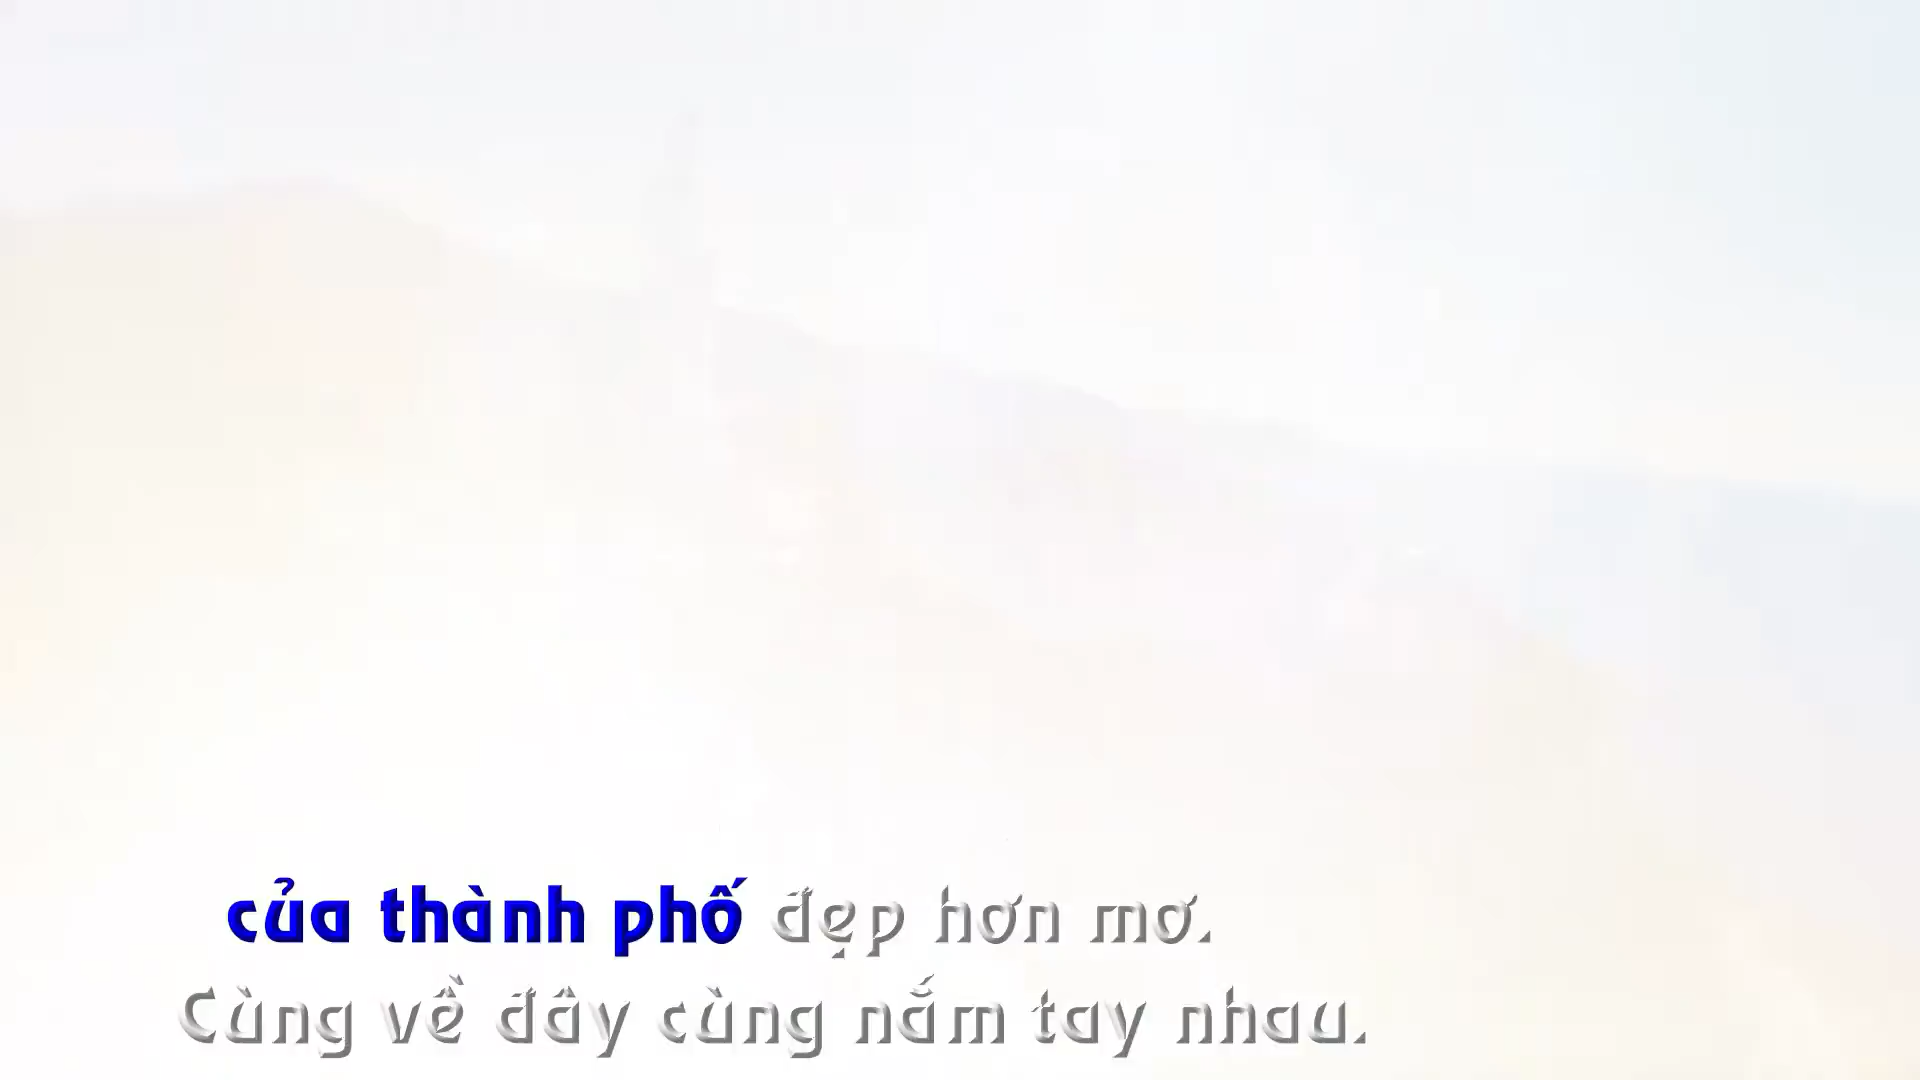 của thành phố đẹp hơn mơ.
Cùng về đây cùng nắm tay nhau.